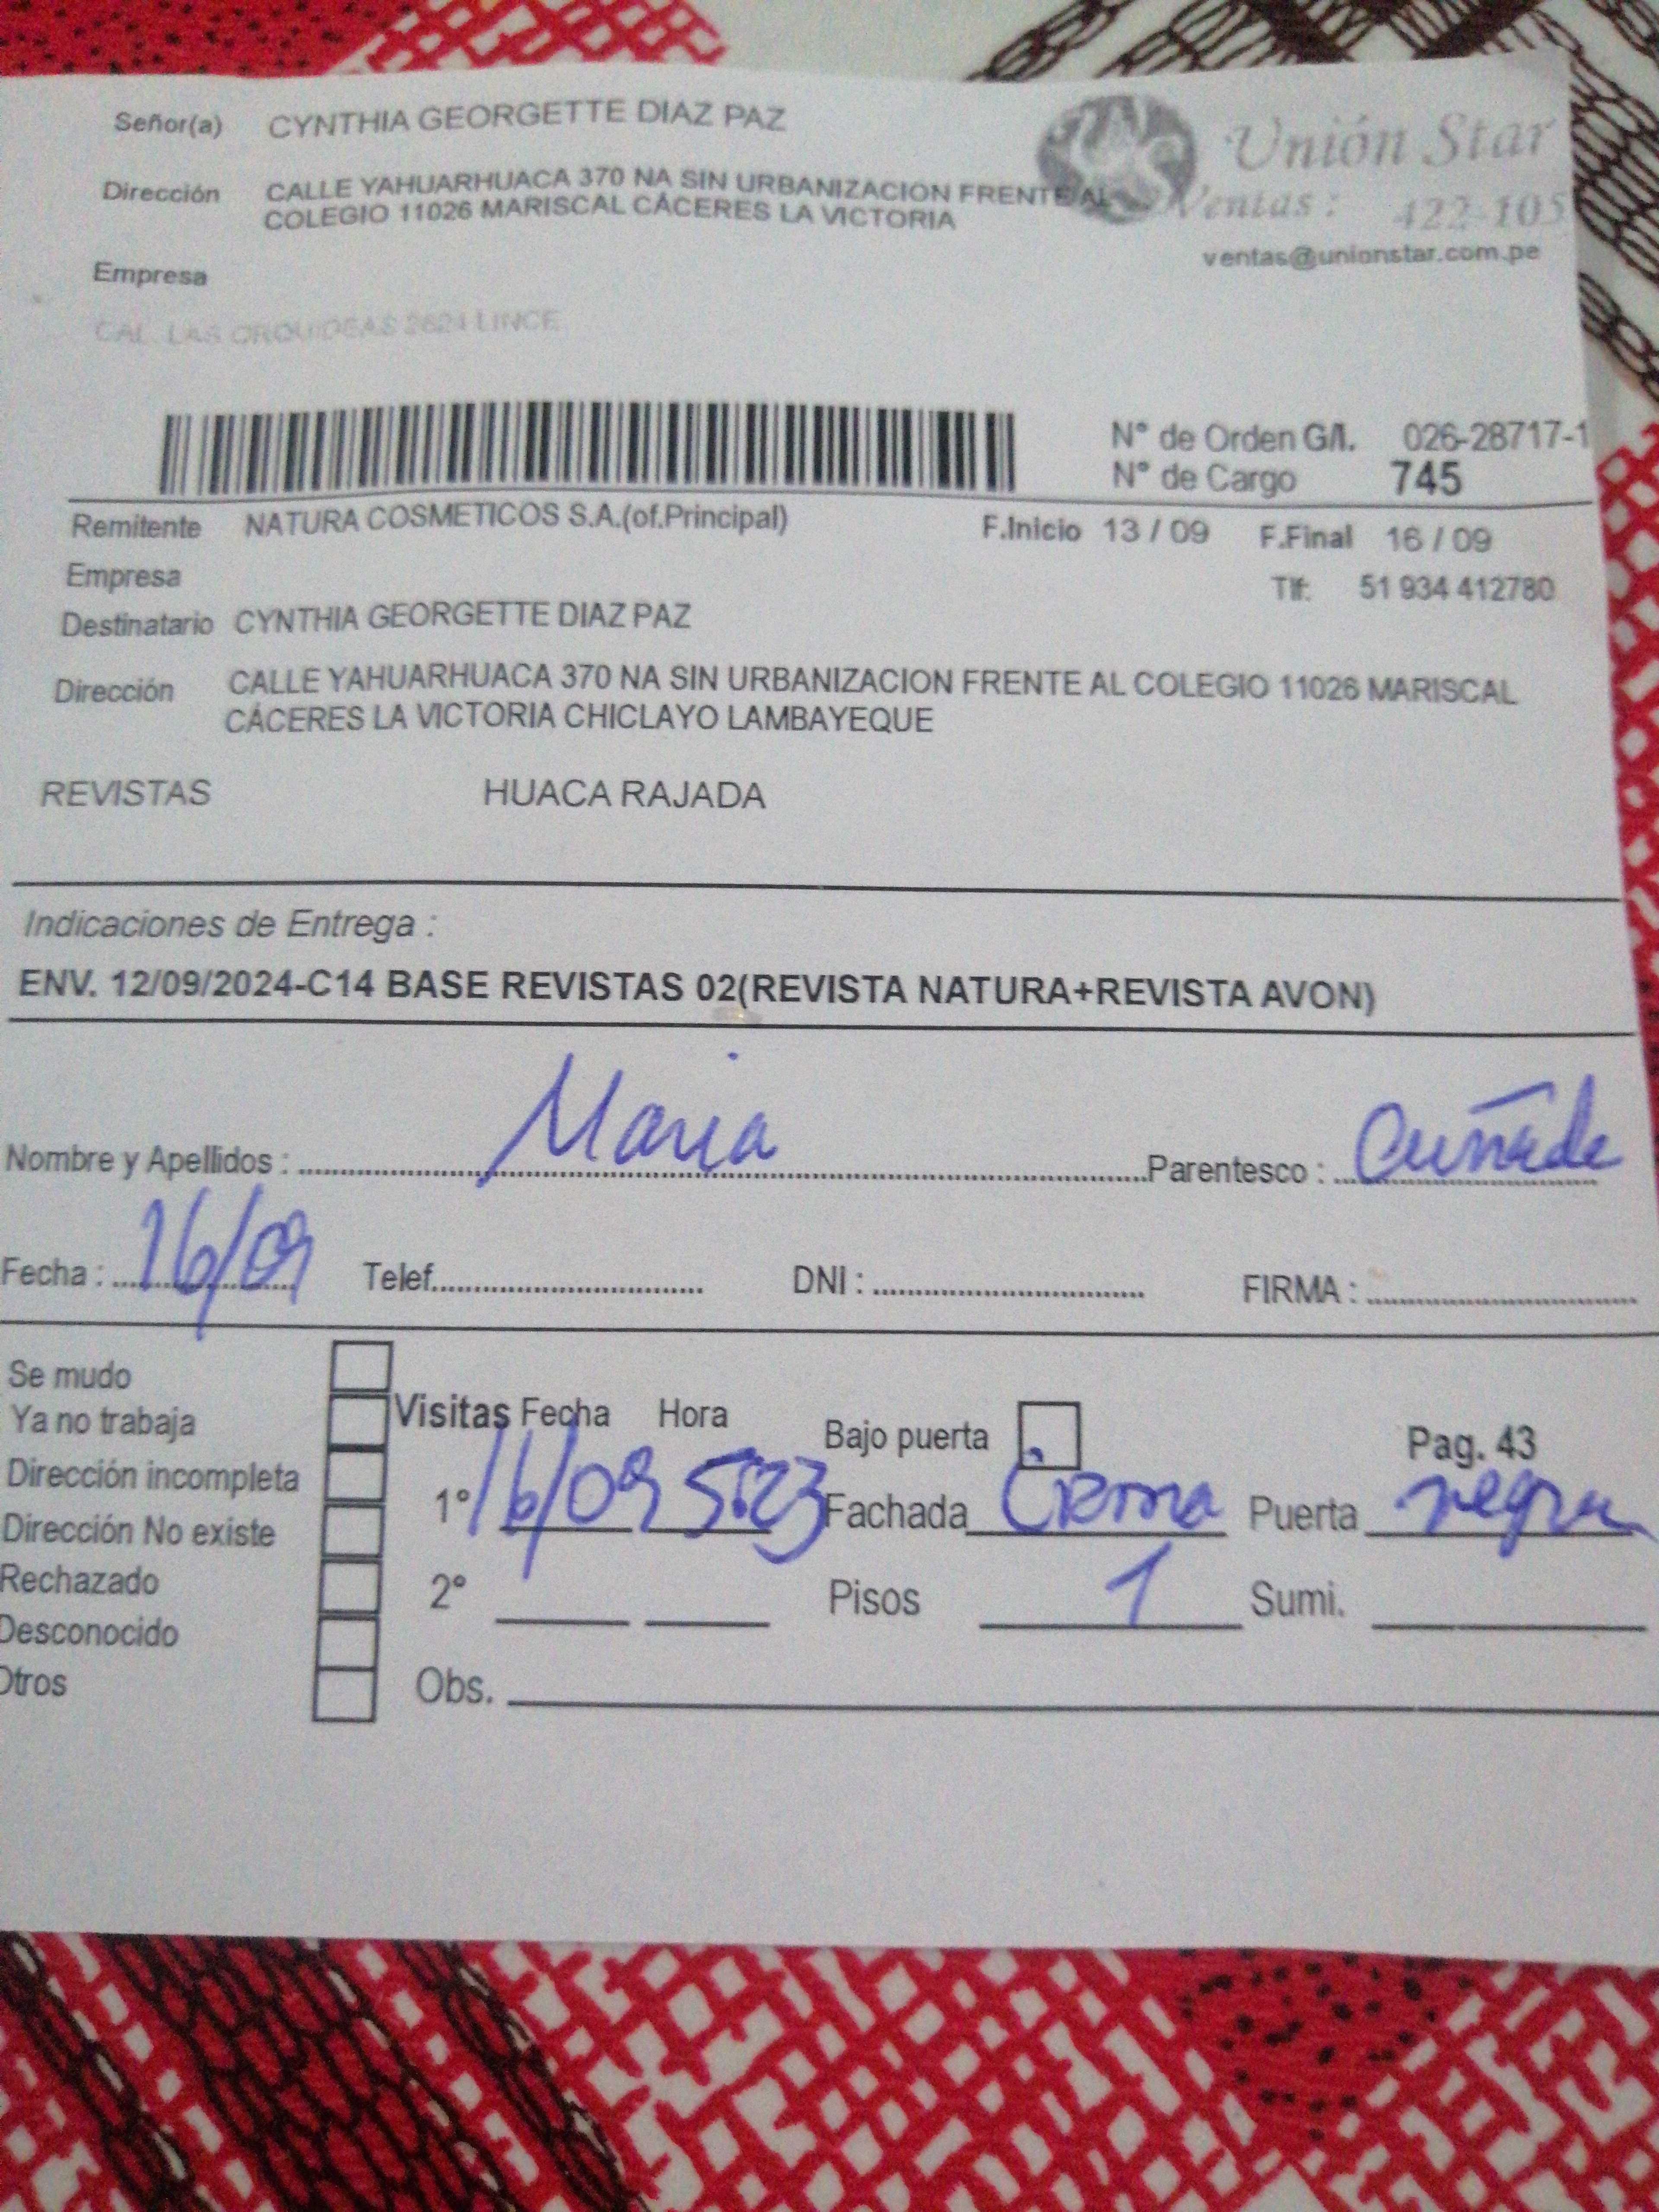 Señor(a) CYNTHIA GEORGETTE DIAZ PAZ
Unión Star
Dirección CALLE YAHUARHUACA 370 NA SIN URBANIZACION FRENTE AL
COLEGIO 11026 MARISCAL CÁCERES LA VICTORIA
Ventas : 422-105
ventas@unionstar.com.pe
Empresa
CAL. LAS ORQUIDEAS 2624 LINCE
N° de Orden G/I. 026-28717-1
N° de Cargo 745
Remitente NATURA COSMETICOS S.A.(of.Principal) F.Inicio 13 / 09 F.Final 16 / 09
Empresa Tlf: 51 934 412780
Destinatario CYNTHIA GEORGETTE DIAZ PAZ
Dirección CALLE YAHUARHUACA 370 NA SIN URBANIZACION FRENTE AL COLEGIO 11026 MARISCAL
CÁCERES LA VICTORIA CHICLAYO LAMBAYEQUE
REVISTAS HUACA RAJADA
Indicaciones de Entrega :
ENV. 12/09/2024-C14 BASE REVISTAS 02(REVISTA NATURA+REVISTA AVON)
Nombre y Apellidos : Maria Parentesco : Cuñada
Fecha : 16/09 Telef. DNI : FIRMA :
Se mudo
Ya no trabaja
Dirección incompleta
Dirección No existe
Rechazado
Desconocido
Otros
Visitas Fecha Hora Bajo puerta Pag. 43
1° 16/09 5:23 Fachada Crema Puerta negra
2° Pisos 1 Sumi.
Obs.